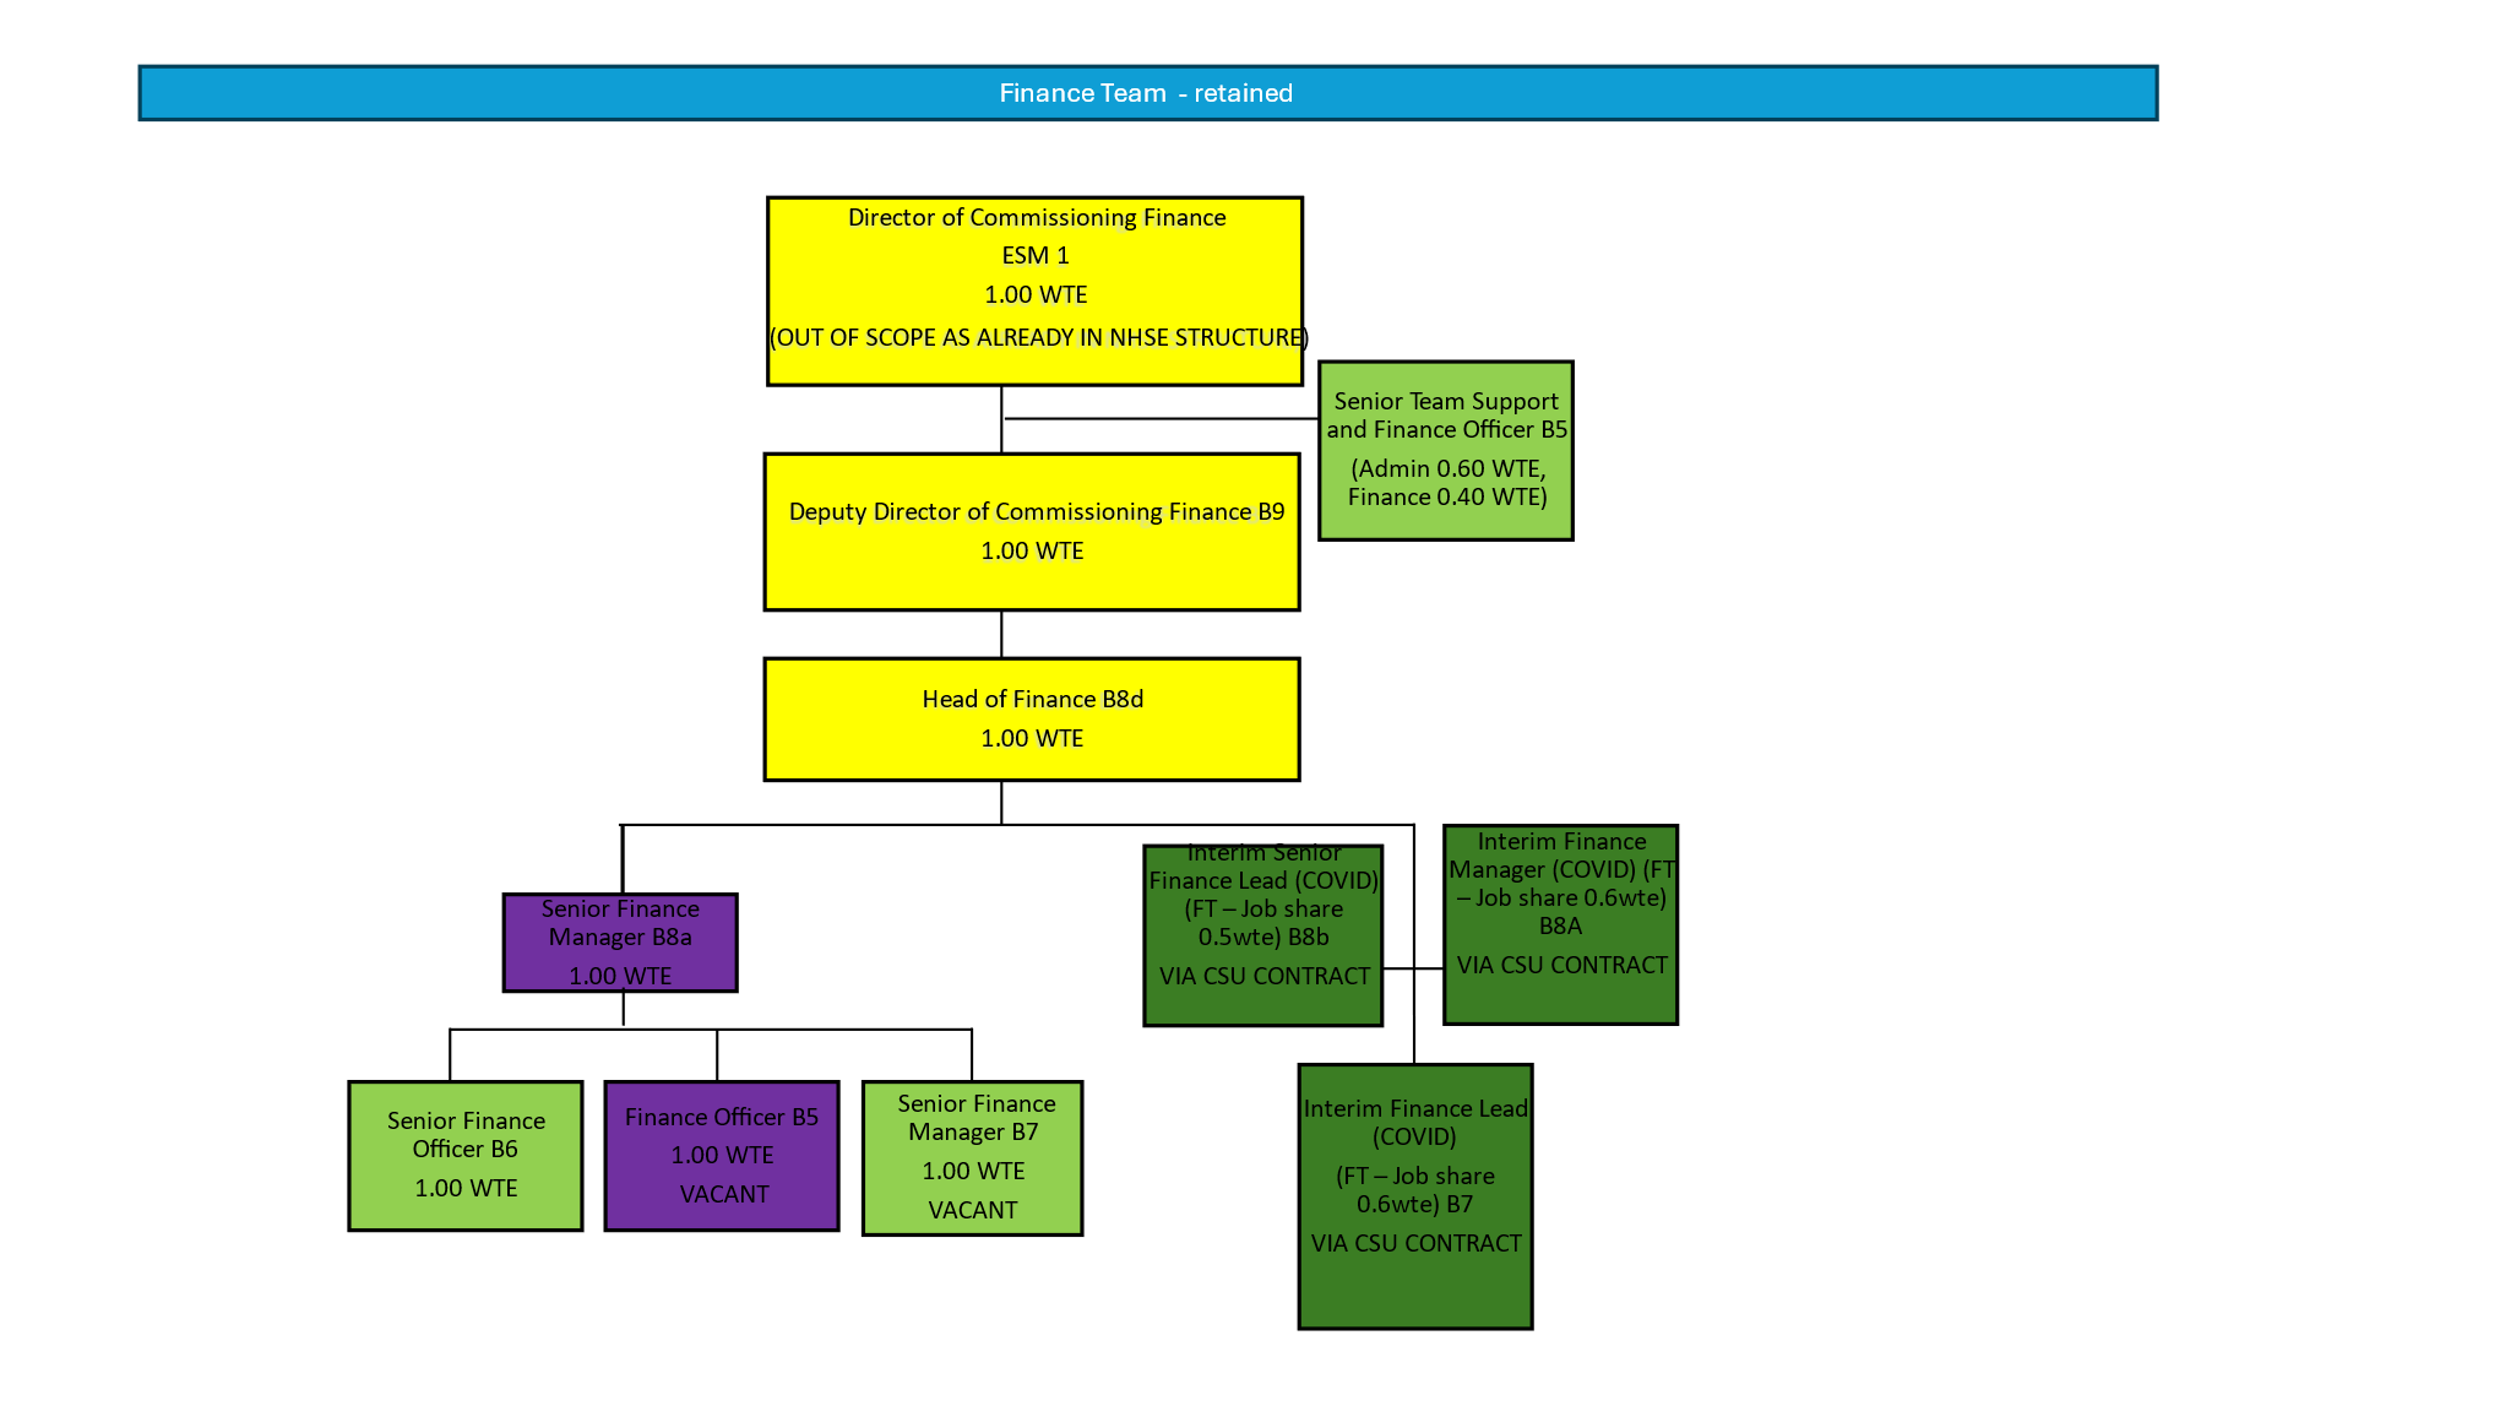 Finance Team - retained
Director of Commissioning Finance
ESM 1
1.00 WTE
(OUT OF SCOPE AS ALREADY IN NHSE STRUCTURE)
Senior Team Support
and Finance Officer B5
(Admin 0.60 WTE,
Finance 0.40 WTE)
Deputy Director of Commissioning Finance B9
1.00 WTE
Head of Finance B8d
1.00 WTE
Senior Finance
Manager B8a
1.00 WTE
Interim Senior
Finance Lead (COVID)
(FT – Job share
0.5wte) B8b
VIA CSU CONTRACT
Interim Finance
Manager (COVID) (FT
– Job share 0.6wte)
B8A
VIA CSU CONTRACT
Senior Finance
Officer B6
1.00 WTE
Finance Officer B5
1.00 WTE
VACANT
Senior Finance
Manager B7
1.00 WTE
VACANT
Interim Finance Lead
(COVID)
(FT – Job share
0.6wte) B7
VIA CSU CONTRACT